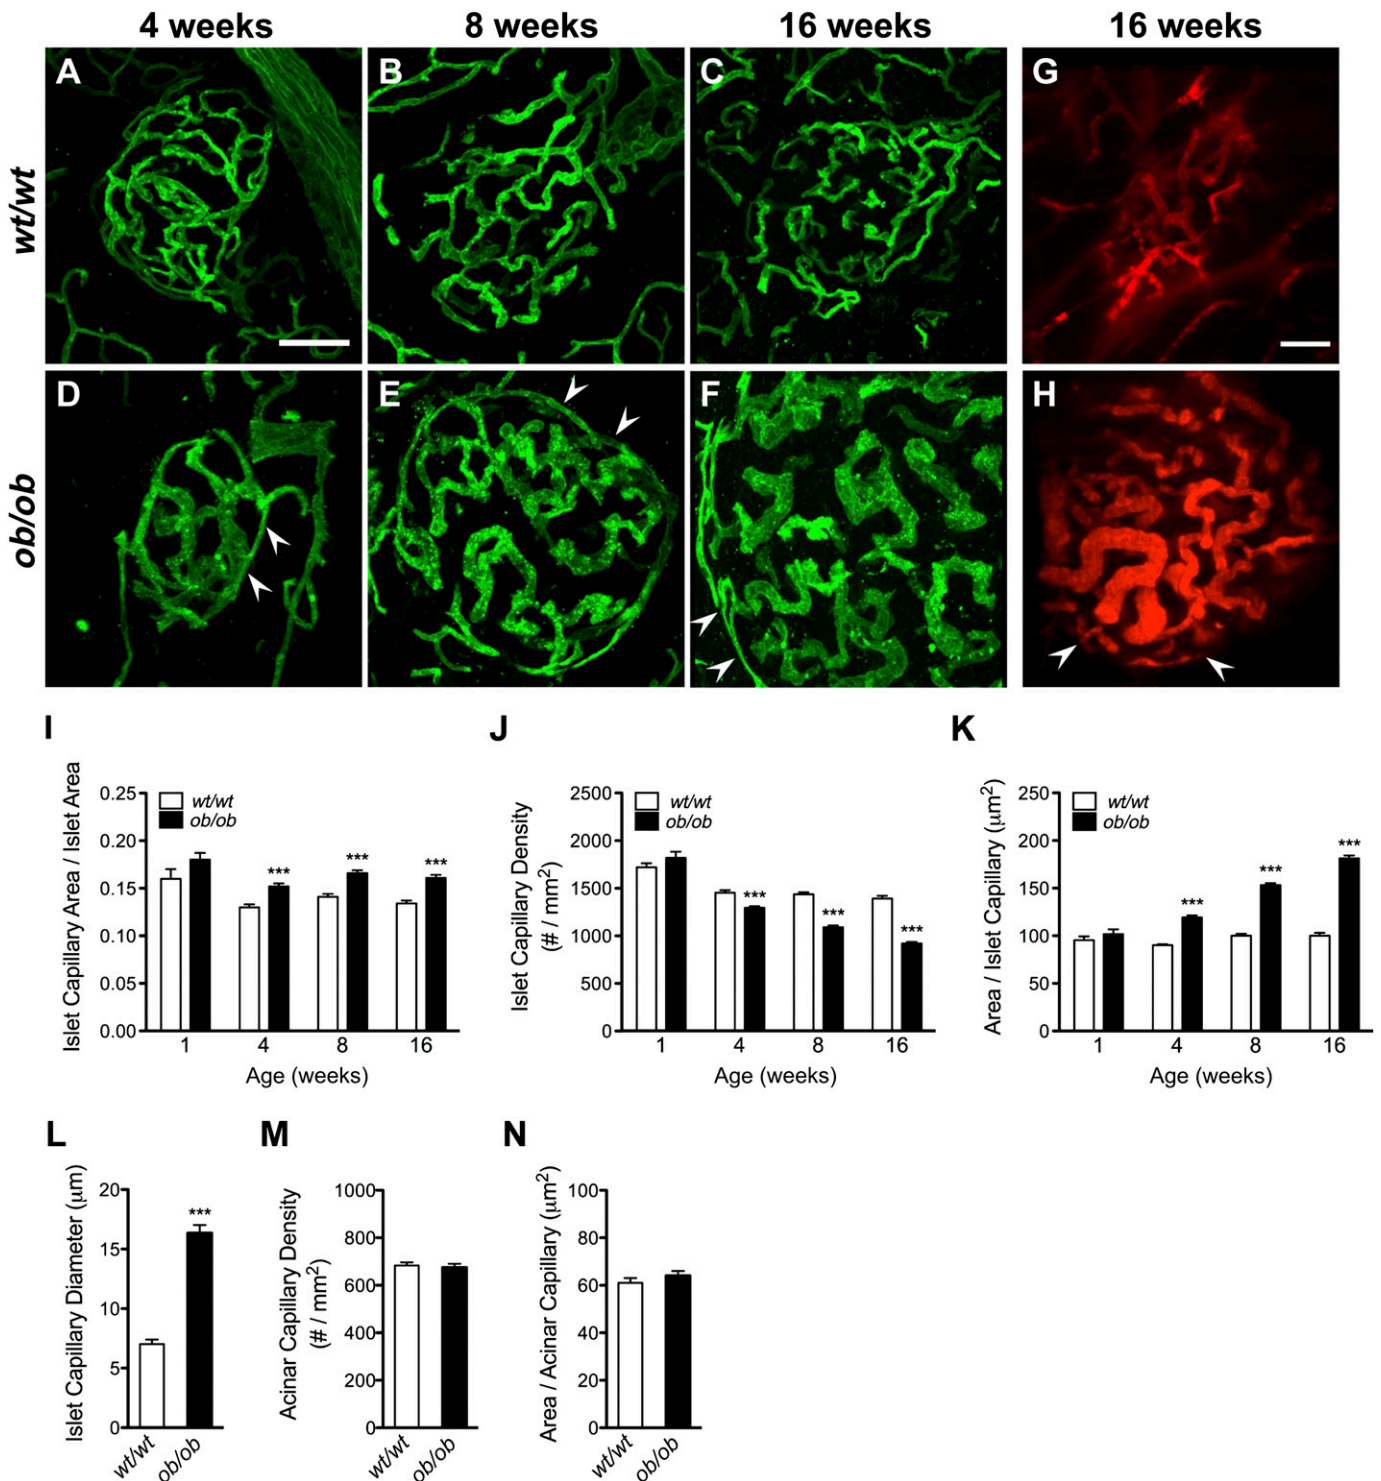 4 weeks 8 weeks 16 weeks 16 weeks
wt/wt
A B C G
ob/ob
D E F H
I J K
Islet Capillary Area / Islet Area
0.25
0.20
0.15
0.10
0.05
0.00
wt/wt
ob/ob
*** *** ***
1 4 8 16
Age (weeks)
Islet Capillary Density
(# / mm²)
2500
2000
1500
1000
500
0
wt/wt
ob/ob
*** *** ***
1 4 8 16
Age (weeks)
Area / Islet Capillary (μm²)
250
200
150
100
50
0
wt/wt
ob/ob
*** *** ***
1 4 8 16
Age (weeks)
L M N
Islet Capillary Diameter (μm)
20
15
10
5
0
***
wt/wt ob/ob
Acinar Capillary Density
(# / mm²)
1000
800
600
400
200
0
wt/wt ob/ob
Area / Acinar Capillary (μm²)
100
80
60
40
20
0
wt/wt ob/ob